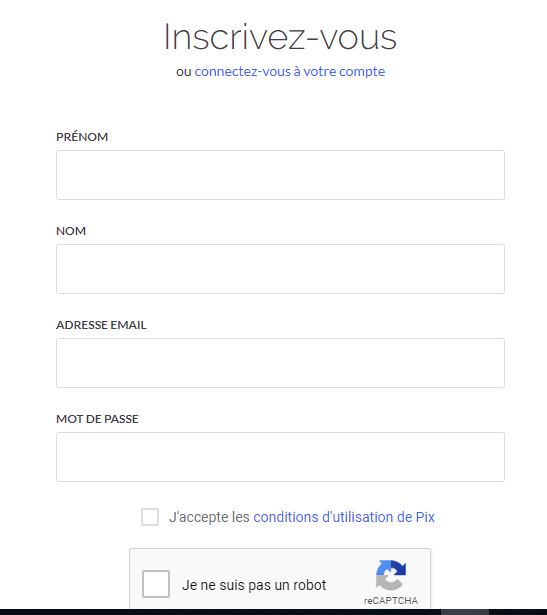 Inscrivez-vous
ou connectez-vous à votre compte
PRÉNOM
NOM
ADRESSE EMAIL
MOT DE PASSE
J'accepte les conditions d'utilisation de Pix
Je ne suis pas un robot
reCAPTCHA